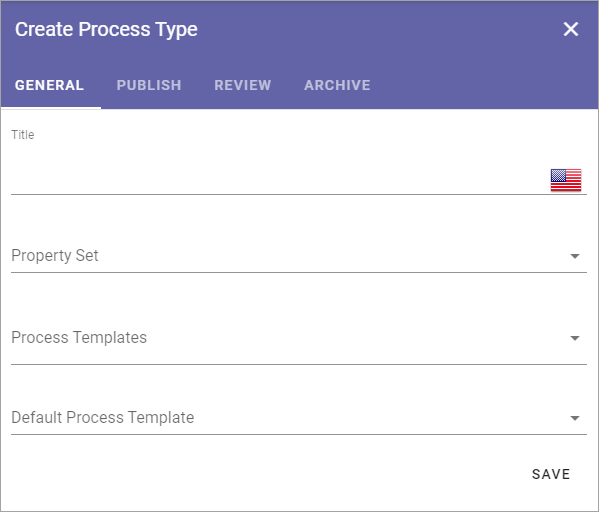 Create Process Type
GENERAL PUBLISH REVIEW ARCHIVE
Title
Property Set
Process Templates
Default Process Template
SAVE